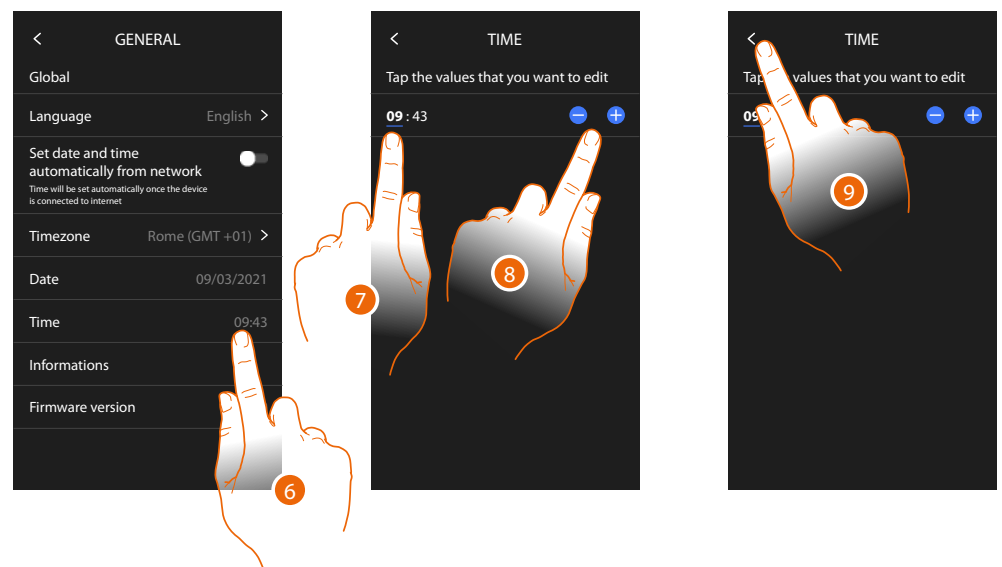 GENERAL
Global
Language English
Set date and time
automatically from network
Time will be set automatically once the device
is connected to internet
Timezone Rome (GMT +01)
Date 09/03/2021
Time 09:43
Informations
Firmware version
6
TIME
Tap the values that you want to edit
09 : 43
7
8
TIME
Tap values that you want to edit
09
9